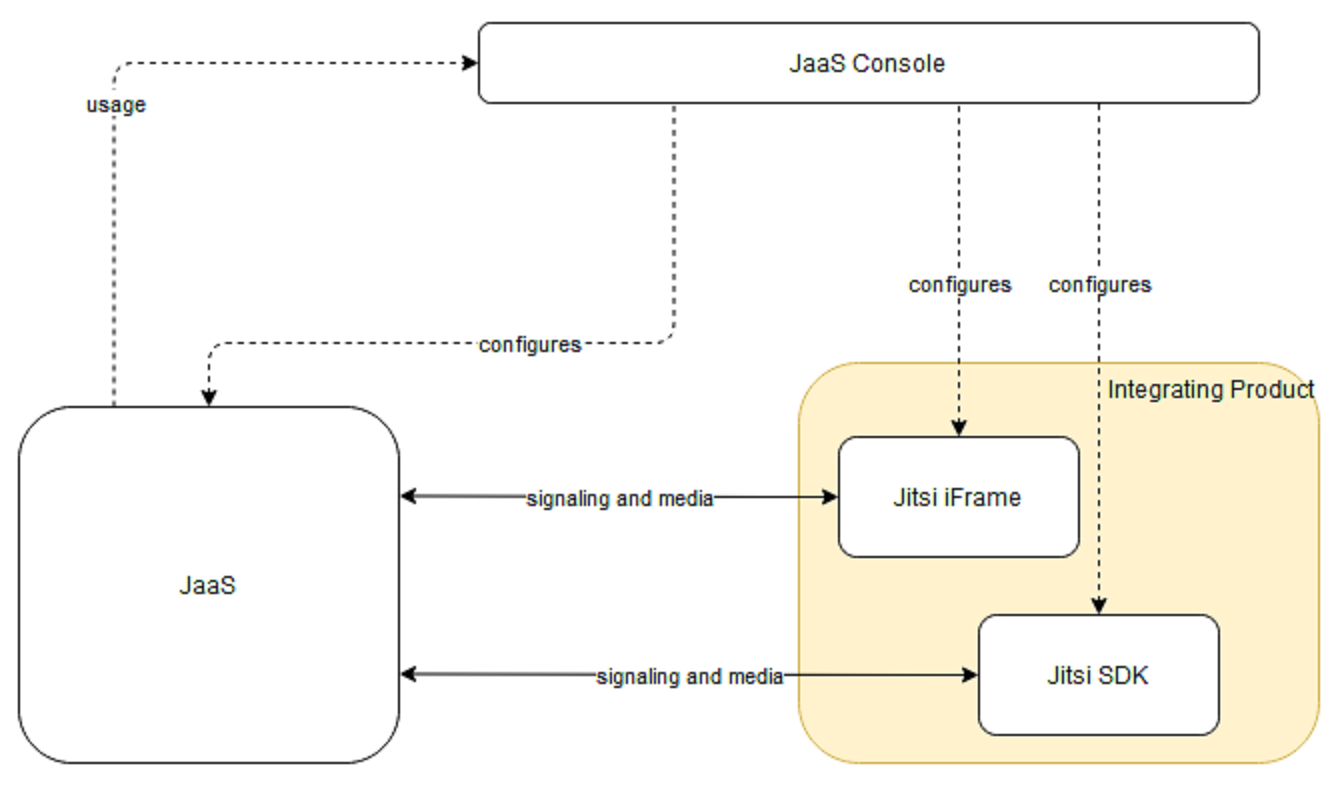 JaaS Console
usage
configures
configures
configures
Integrating Product
signaling and media
Jitsi iFrame
JaaS
signaling and media
Jitsi SDK